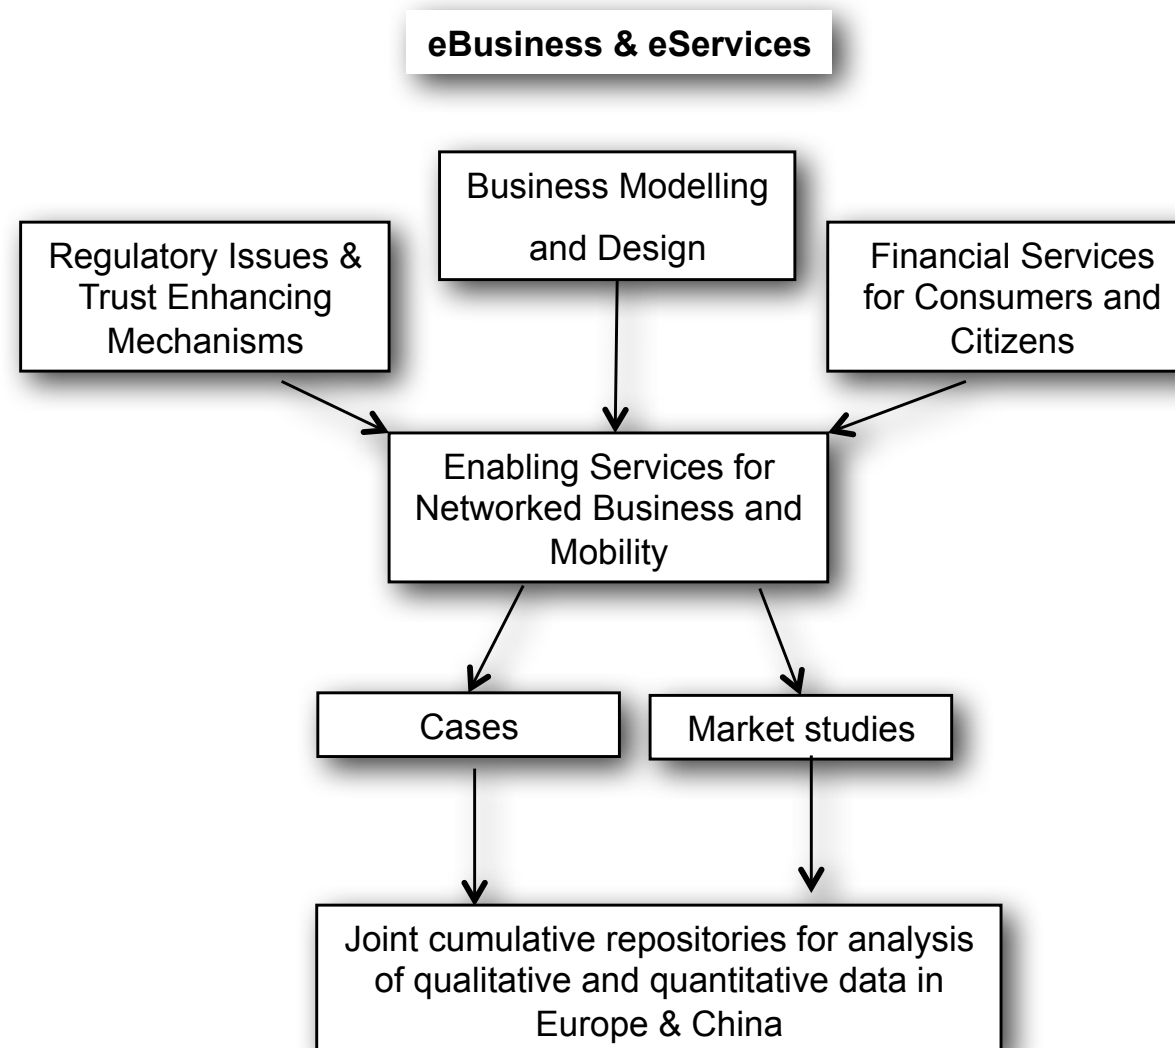 eBusiness & eServices
Business Modelling
and Design
Regulatory Issues &
Trust Enhancing
Mechanisms
Financial Services
for Consumers and
Citizens
Enabling Services for
Networked Business and
Mobility
Cases
Market studies
Joint cumulative repositories for analysis
of qualitative and quantitative data in
Europe & China